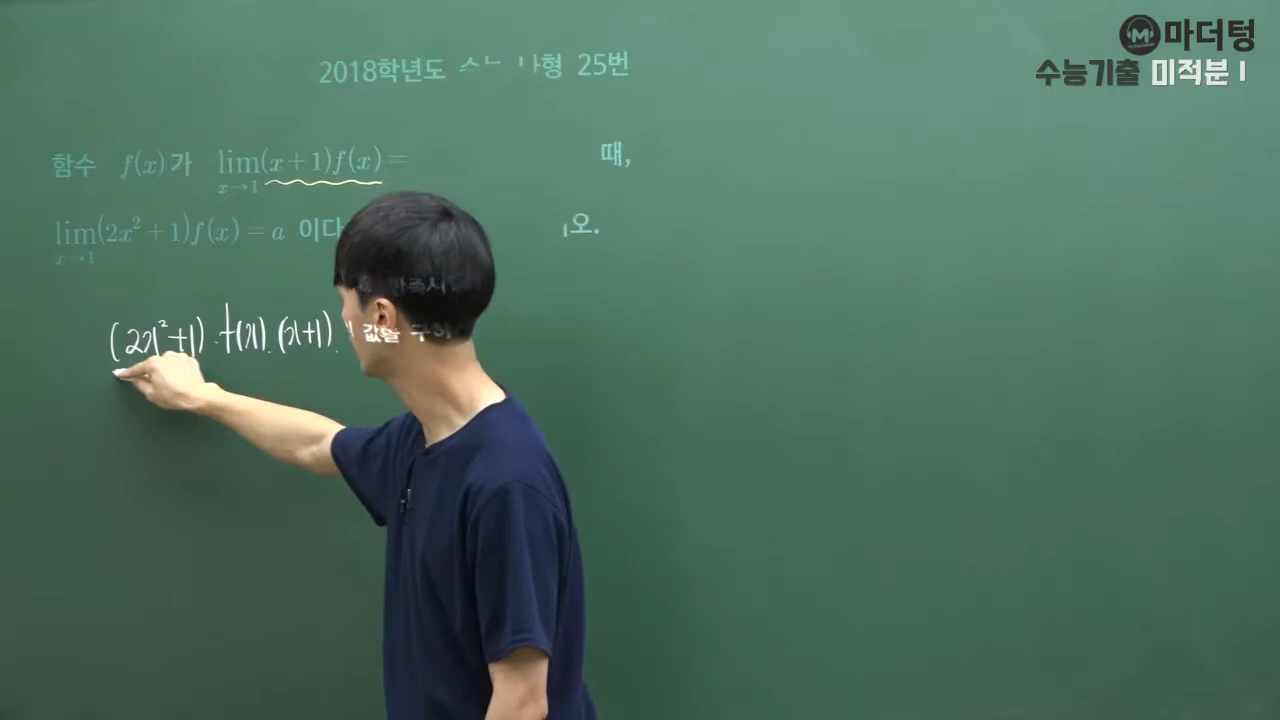 마더텅
수능기출 미적분 I
2018학년도 형 25번
함수 f(x)가 lim x→1 (x+1)f(x)= 때,
lim x→1 (2x²+1)f(x)=a 이다 오.
(2x²+1)·f(x)·(x+1)
값을 구하